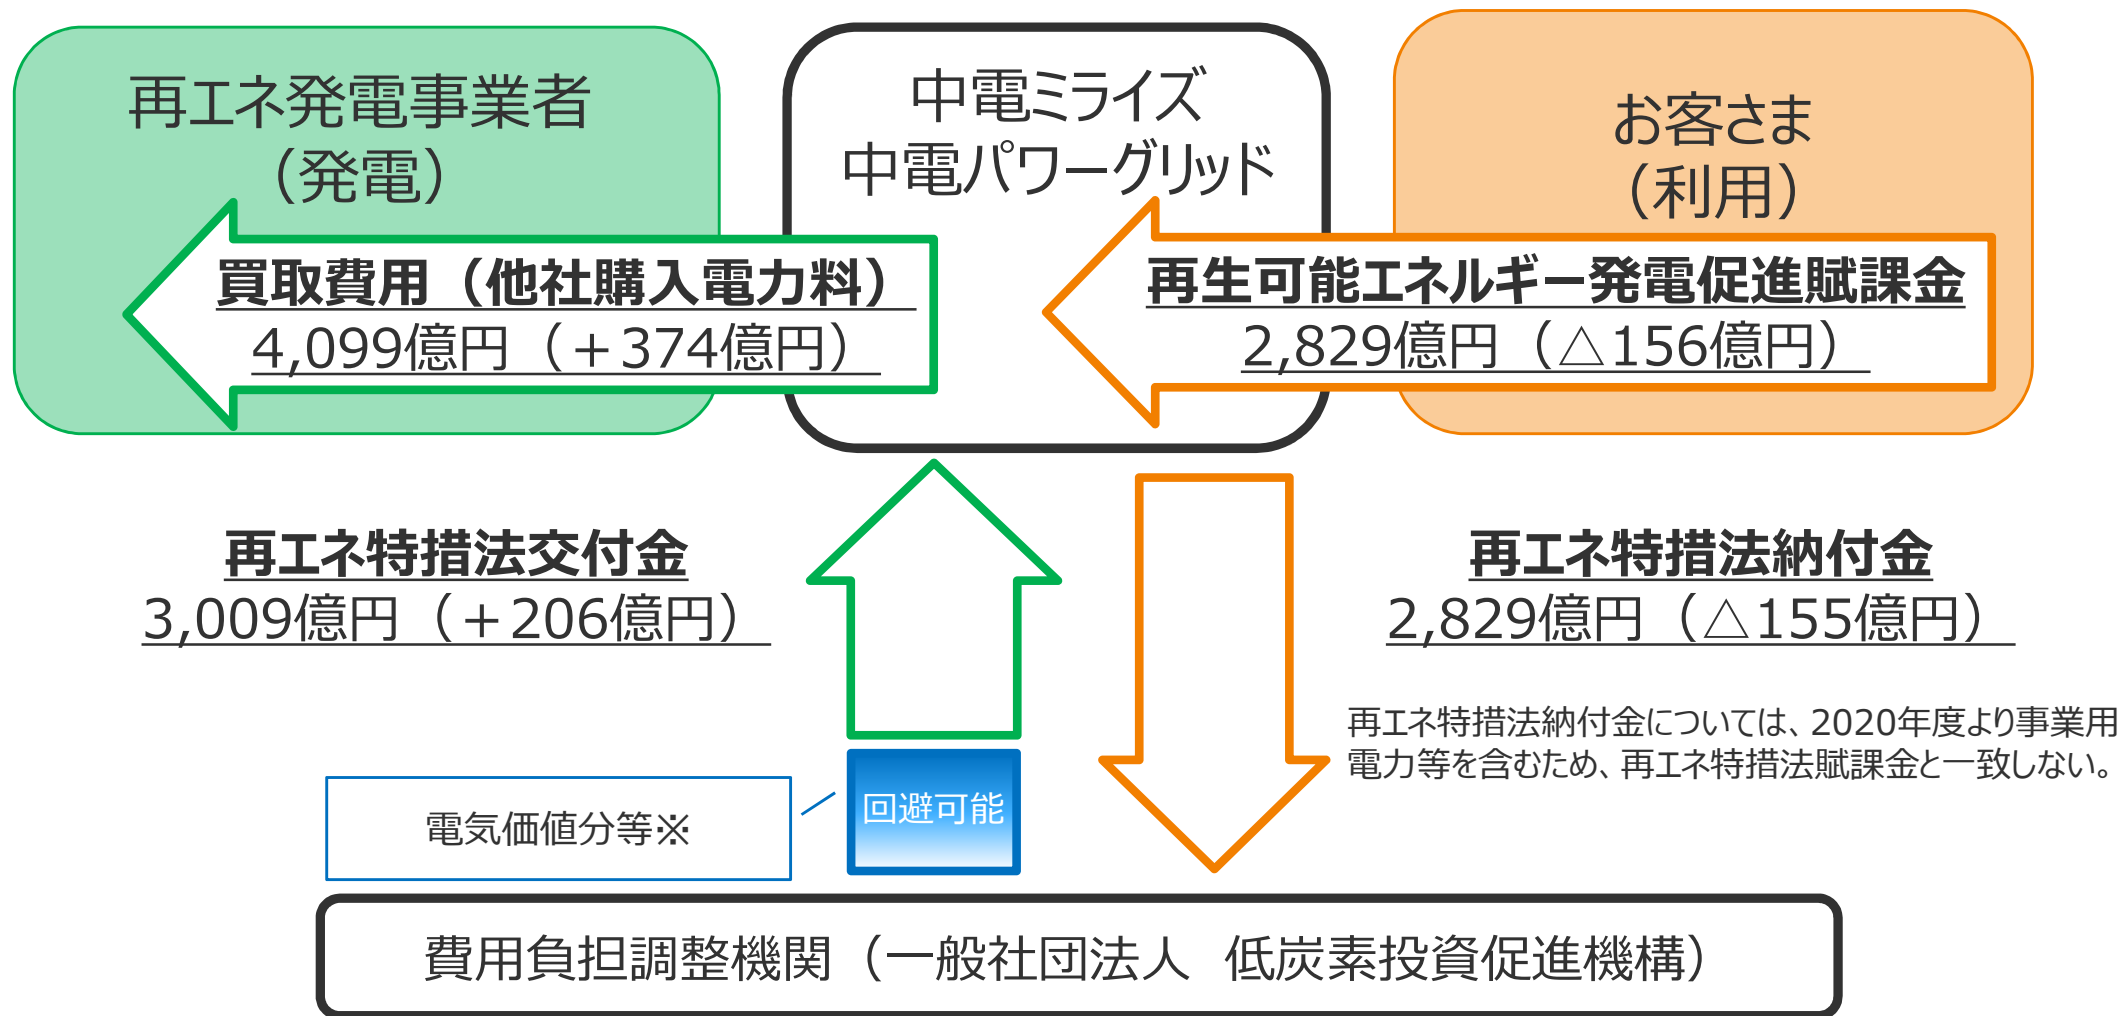 再エネ発電事業者
（発電）
中電ミライズ
中電パワーグリッド
お客さま
（利用）
買取費用（他社購入電力料）
4,099億円（＋374億円）
再生可能エネルギー発電促進賦課金
2,829億円（△156億円）
再エネ特措法交付金
3,009億円（＋206億円）
再エネ特措法納付金
2,829億円（△155億円）
再エネ特措法納付金については、2020年度より事業用
電力等を含むため、再エネ特措法賦課金と一致しない。
電気価値分等※
回避可能
費用負担調整機関（一般社団法人　低炭素投資促進機構）